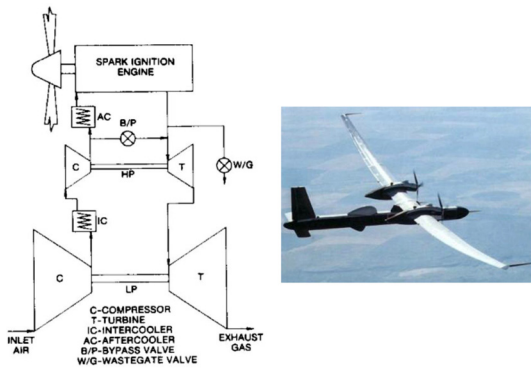 SPARK IGNITION
ENGINE
AC
B/P
C
HP
T
W/G
IC
C
LP
T
C-COMPRESSOR
T-TURBINE
IC-INTERCOOLER
AC-AFTERCOOLER
B/P-BYPASS VALVE
W/G-WASTEGATE VALVE
INLET
AIR
EXHAUST
GAS